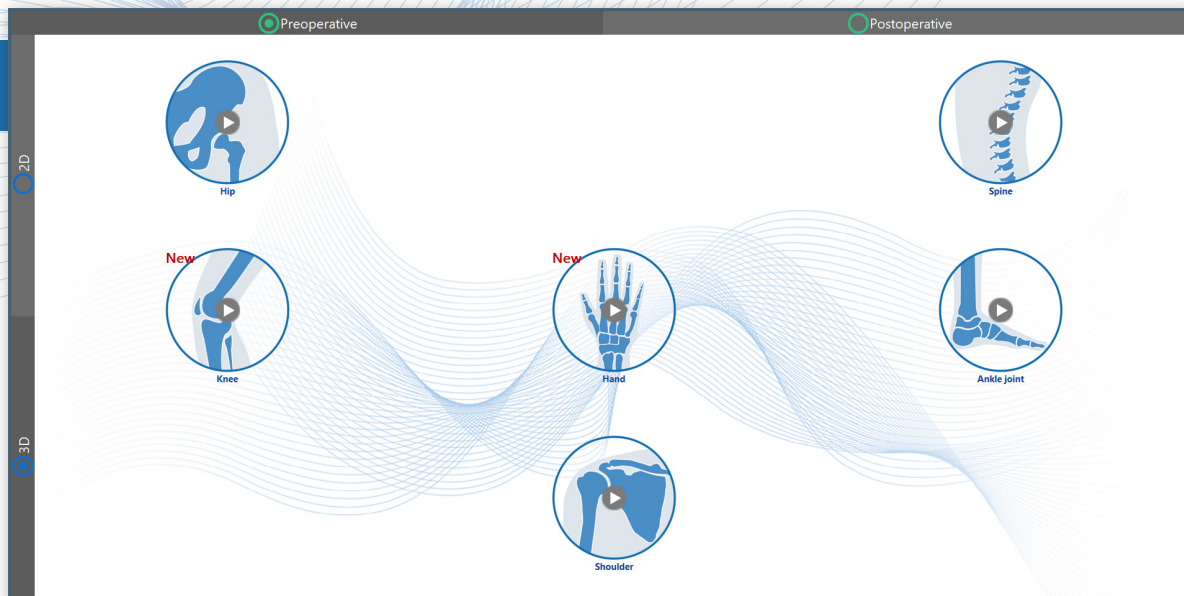 Preoperative
Postoperative
2D
Hip
Spine
New
New
Knee
Hand
Ankle joint
3D
Shoulder